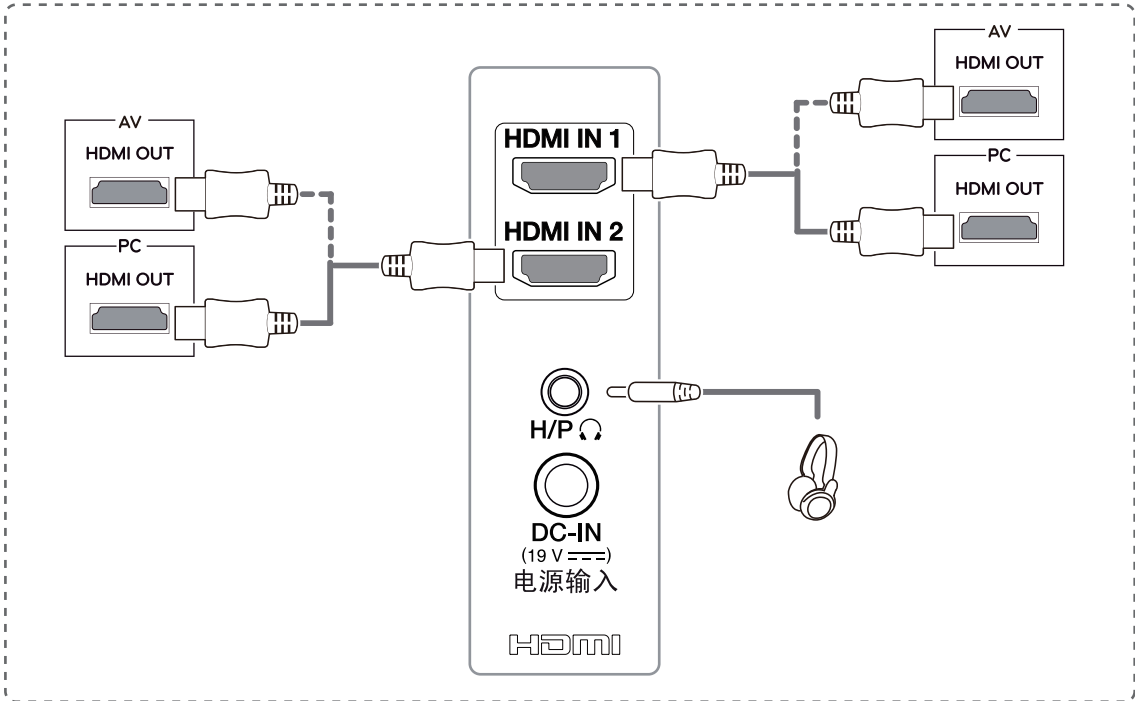 AV
HDMI OUT
PC
HDMI OUT
HDMI IN 1
HDMI IN 2
H/P
DC-IN
(19 V ⎓)
电源输入
HDMI
AV
HDMI OUT
PC
HDMI OUT